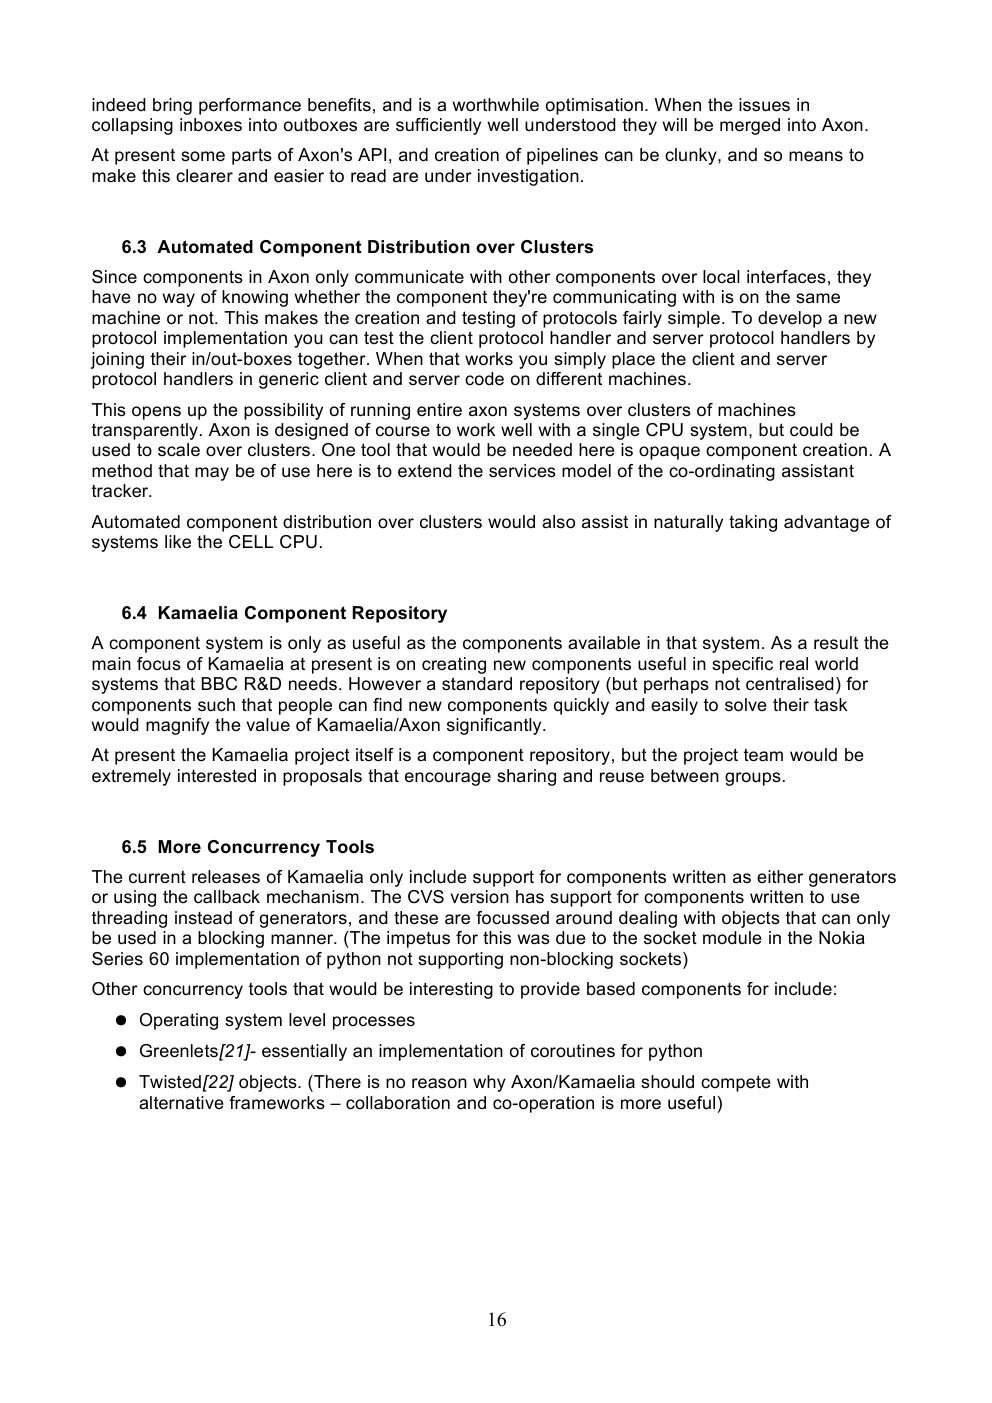 indeed bring performance benefits, and is a worthwhile optimisation. When the issues in
collapsing inboxes into outboxes are sufficiently well understood they will be merged into Axon.
At present some parts of Axon's API, and creation of pipelines can be clunky, and so means to
make this clearer and easier to read are under investigation.
6.3 Automated Component Distribution over Clusters
Since components in Axon only communicate with other components over local interfaces, they
have no way of knowing whether the component they're communicating with is on the same
machine or not. This makes the creation and testing of protocols fairly simple. To develop a new
protocol implementation you can test the client protocol handler and server protocol handlers by
joining their in/out-boxes together. When that works you simply place the client and server
protocol handlers in generic client and server code on different machines.
This opens up the possibility of running entire axon systems over clusters of machines
transparently. Axon is designed of course to work well with a single CPU system, but could be
used to scale over clusters. One tool that would be needed here is opaque component creation. A
method that may be of use here is to extend the services model of the co-ordinating assistant
tracker.
Automated component distribution over clusters would also assist in naturally taking advantage of
systems like the CELL CPU.
6.4 Kamaelia Component Repository
A component system is only as useful as the components available in that system. As a result the
main focus of Kamaelia at present is on creating new components useful in specific real world
systems that BBC R&D needs. However a standard repository (but perhaps not centralised) for
components such that people can find new components quickly and easily to solve their task
would magnify the value of Kamaelia/Axon significantly.
At present the Kamaelia project itself is a component repository, but the project team would be
extremely interested in proposals that encourage sharing and reuse between groups.
6.5 More Concurrency Tools
The current releases of Kamaelia only include support for components written as either generators
or using the callback mechanism. The CVS version has support for components written to use
threading instead of generators, and these are focussed around dealing with objects that can only
be used in a blocking manner. (The impetus for this was due to the socket module in the Nokia
Series 60 implementation of python not supporting non-blocking sockets)
Other concurrency tools that would be interesting to provide based components for include:
● Operating system level processes
● Greenlets[21]- essentially an implementation of coroutines for python
● Twisted[22] objects. (There is no reason why Axon/Kamaelia should compete with
alternative frameworks – collaboration and co-operation is more useful)
16